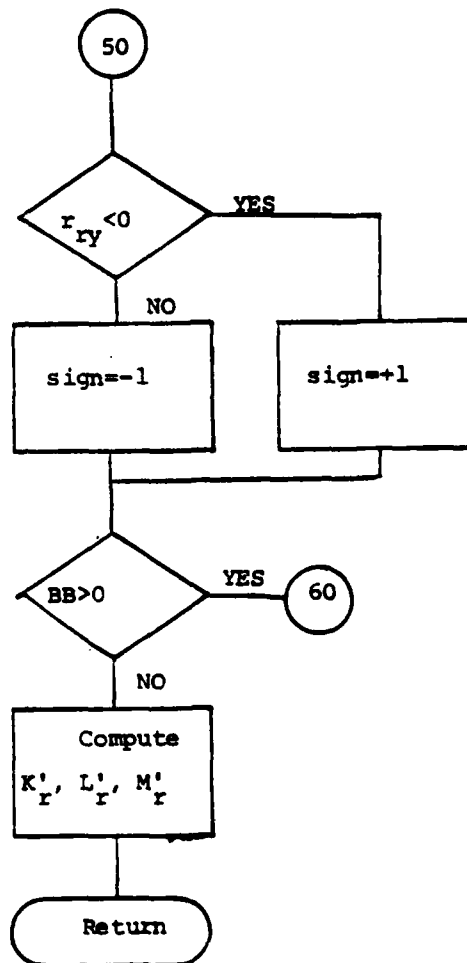 50
r_ry<0
YES
NO
sign=-1
sign=+1
BB>0
YES
60
NO
Compute
K'_r, L'_r, M'_r
Return